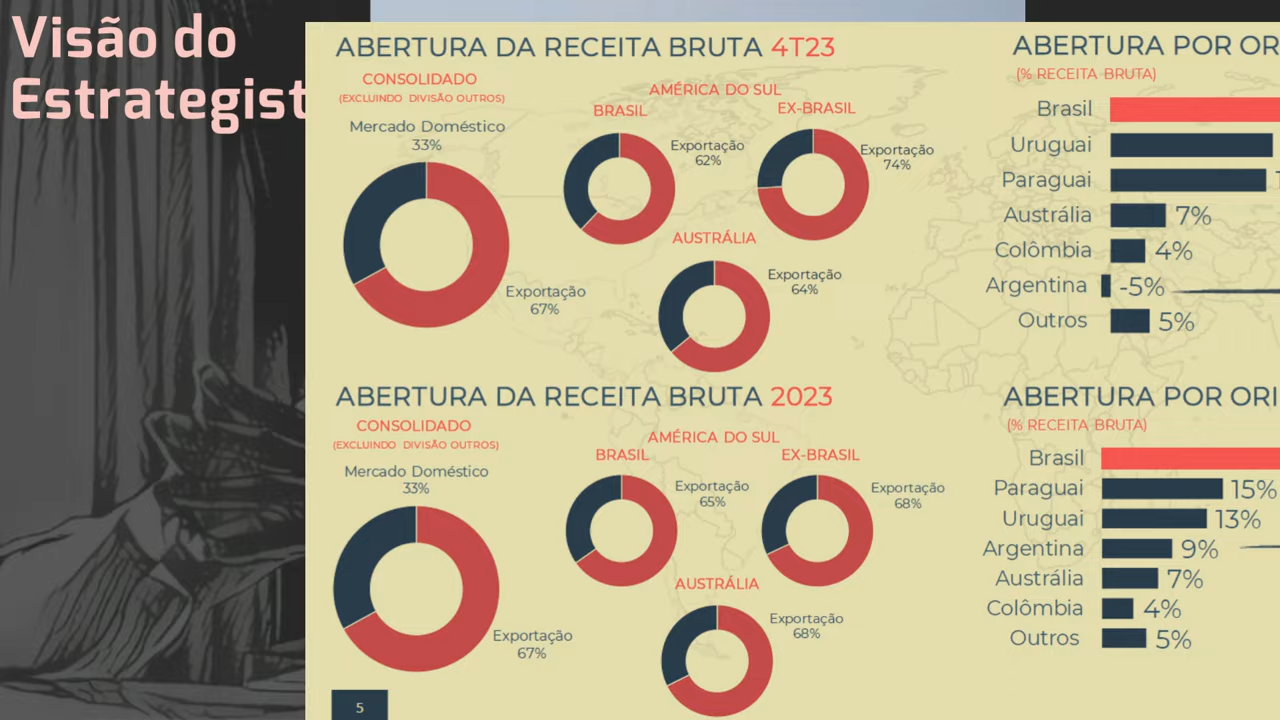 Visão do
Estrategist
ABERTURA DA RECEITA BRUTA 4T23
CONSOLIDADO
(EXCLUINDO DIVISÃO OUTROS)
Mercado Doméstico
33%
Exportação
67%
AMÉRICA DO SUL
BRASIL
Exportação
62%
EX-BRASIL
Exportação
74%
AUSTRÁLIA
Exportação
64%
ABERTURA POR OR
(% RECEITA BRUTA)
Brasil
Uruguai
Paraguai 1
Austrália 7%
Colômbia 4%
Argentina -5%
Outros 5%
ABERTURA DA RECEITA BRUTA 2023
CONSOLIDADO
(EXCLUINDO DIVISÃO OUTROS)
Mercado Doméstico
33%
Exportação
67%
AMÉRICA DO SUL
BRASIL
Exportação
65%
EX-BRASIL
Exportação
68%
AUSTRÁLIA
Exportação
68%
ABERTURA POR ORI
(% RECEITA BRUTA)
Brasil
Paraguai 15%
Uruguai 13%
Argentina 9%
Austrália 7%
Colômbia 4%
Outros 5%
5